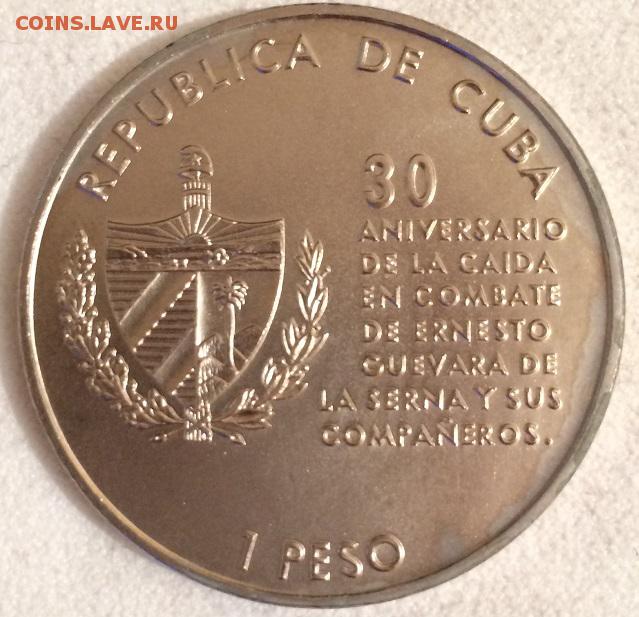 COINS.LAVE.RU
REPUBLICA DE CUBA
30
ANIVERSARIO
DE LA CAIDA
EN COMBATE
DE ERNESTO
GUEVARA DE
LA SERNA Y SUS
COMPAÑEROS.
1 PESO